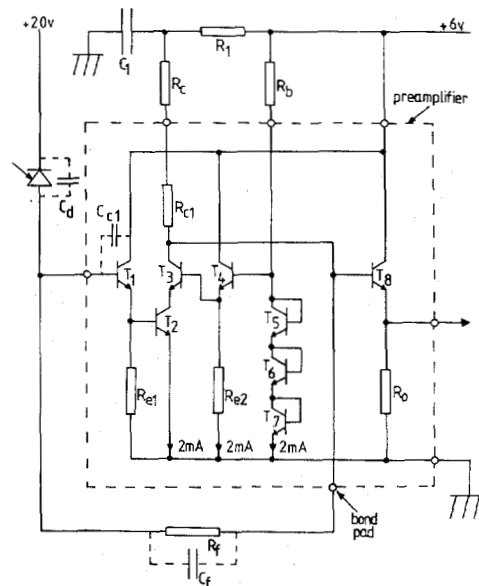 +20v
C1
R1
+6v
Rc
Rb
preamplifier
Cd
Cc1
Rc1
T1
T3
T4
T8
T2
T5
T6
T7
Re1
Re2
Ro
2mA
2mA
2mA
bond
pad
Rf
Cf